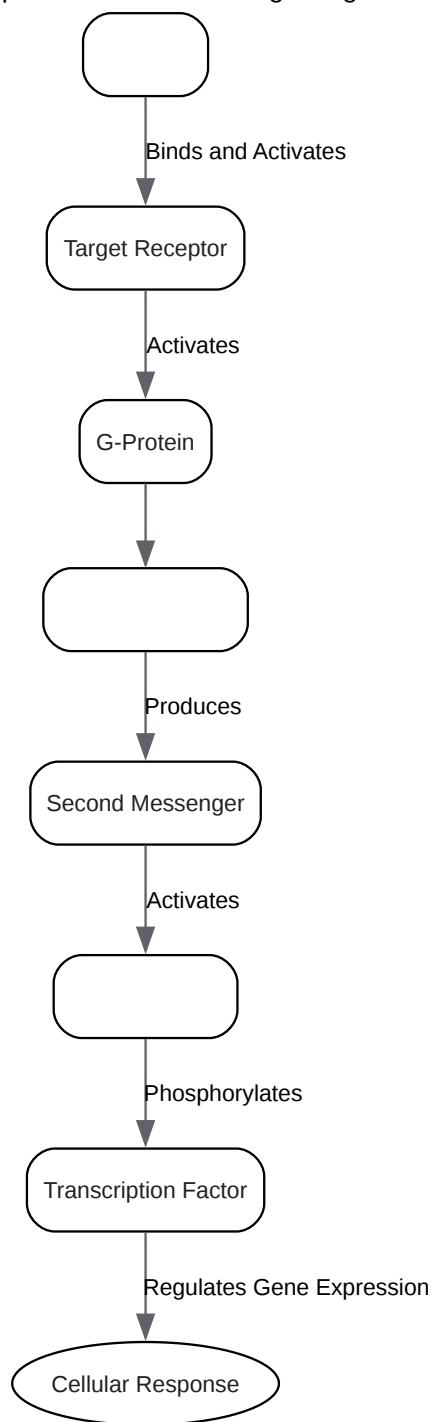 Binds and Activates
Target Receptor
Activates
G-Protein
Produces
Second Messenger
Activates
Phosphorylates
Transcription Factor
Regulates Gene Expression
Cellular Response